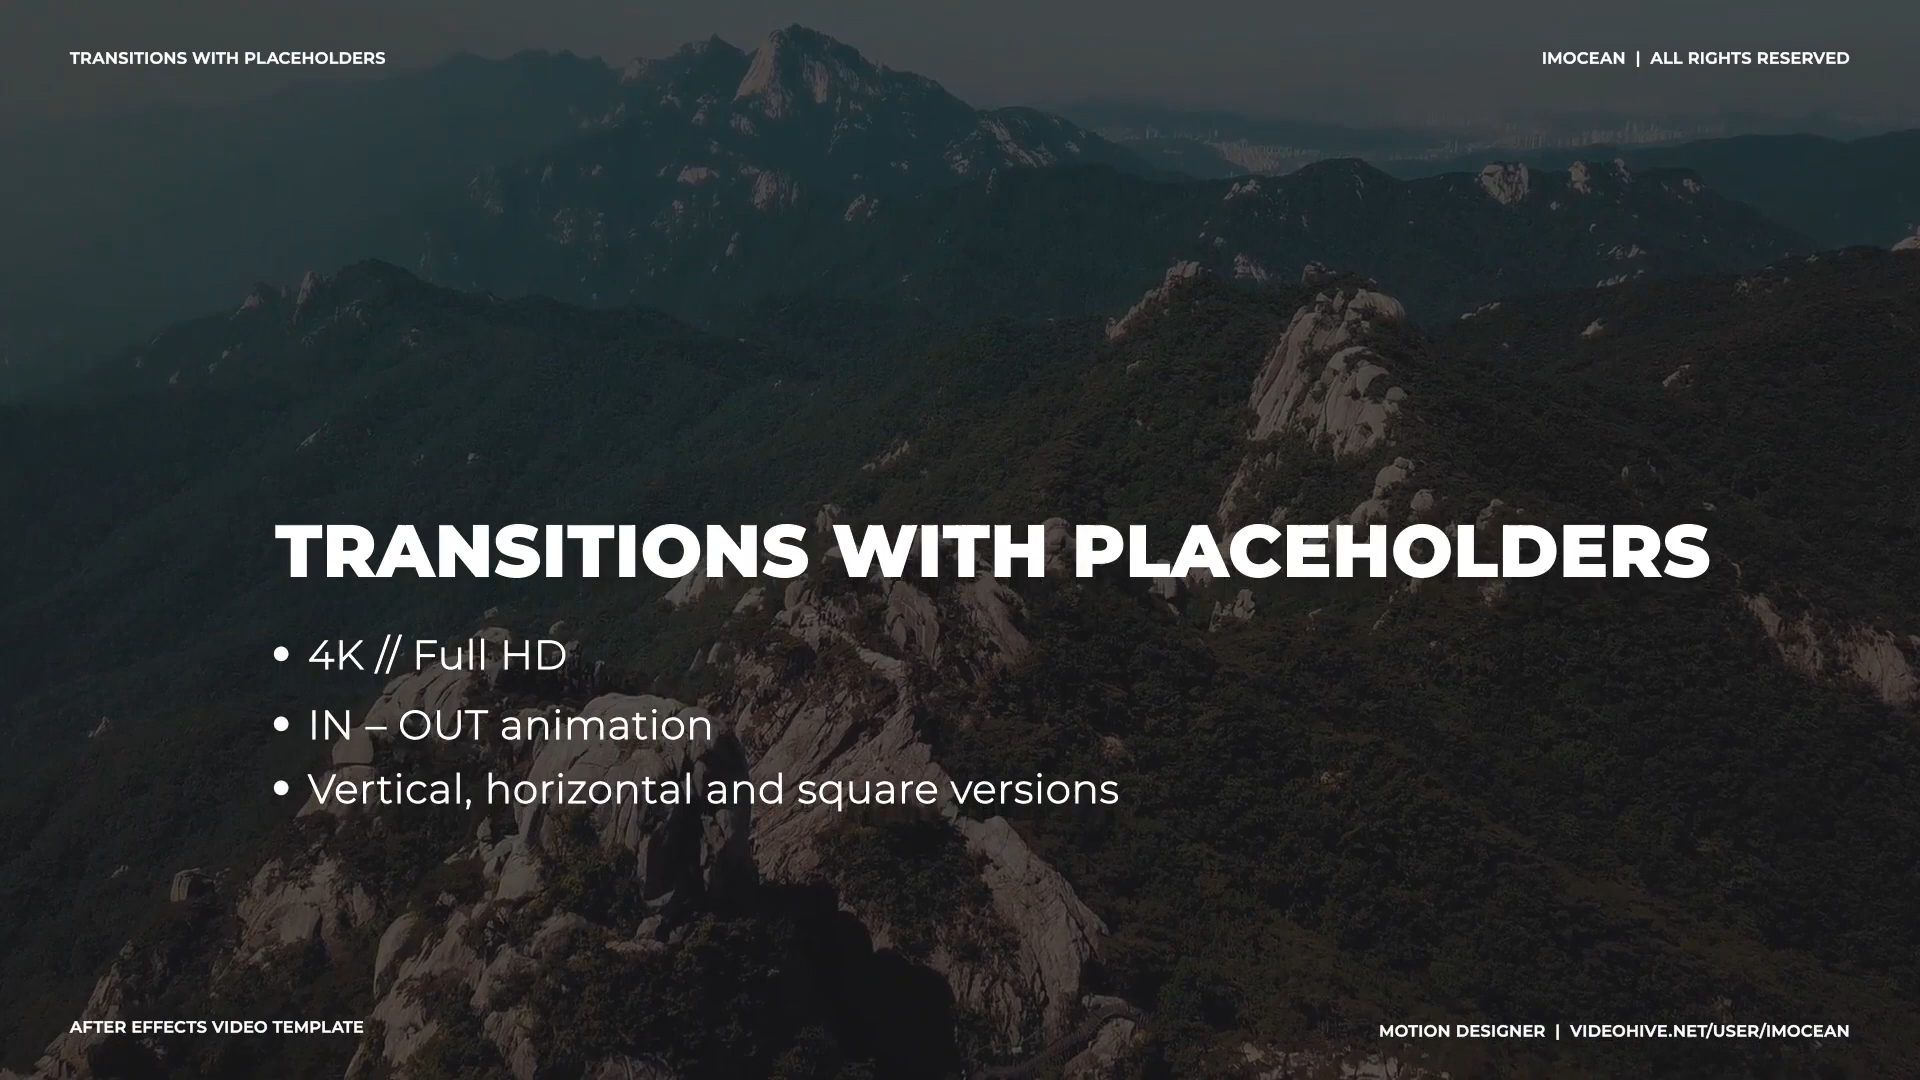 TRANSITIONS WITH PLACEHOLDERS
IMOCEAN | ALL RIGHTS RESERVED
TRANSITIONS WITH PLACEHOLDERS
• 4K // Full HD
• IN – OUT animation
• Vertical, horizontal and square versions
AFTER EFFECTS VIDEO TEMPLATE
MOTION DESIGNER | VIDEOHIVE.NET/USER/IMOCEAN